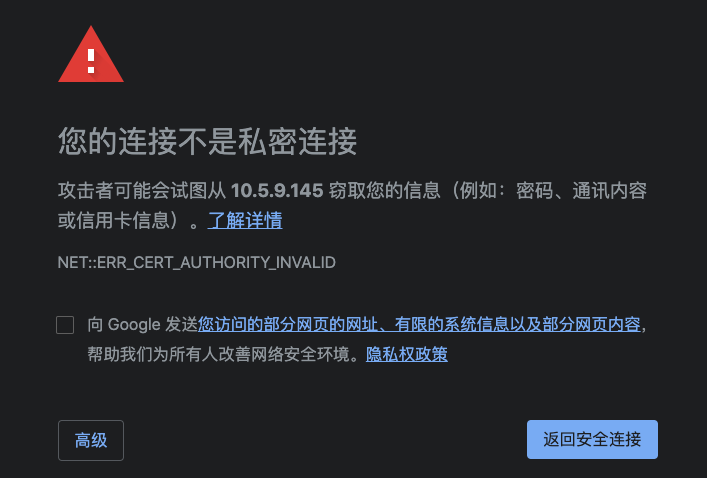 您的连接不是私密连接
攻击者可能会试图从 10.5.9.145 窃取您的信息（例如：密码、通讯内容
或信用卡信息）。了解详情
NET::ERR_CERT_AUTHORITY_INVALID
向 Google 发送您访问的部分网页的网址、有限的系统信息以及部分网页内容，
帮助我们为所有人改善网络安全环境。隐私权政策
高级
返回安全连接